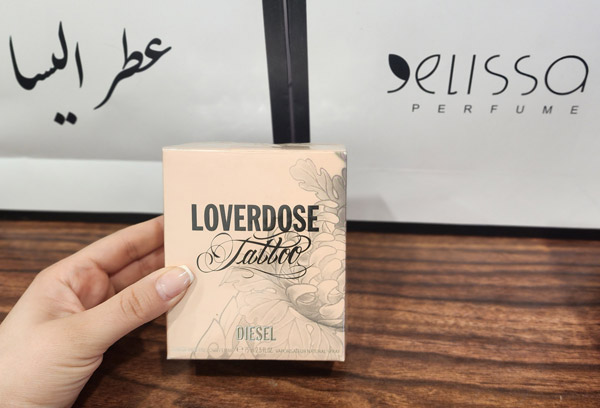 عطر الیسا
elissa
PERFUME
LOVERDOSE
Tattoo
DIESEL